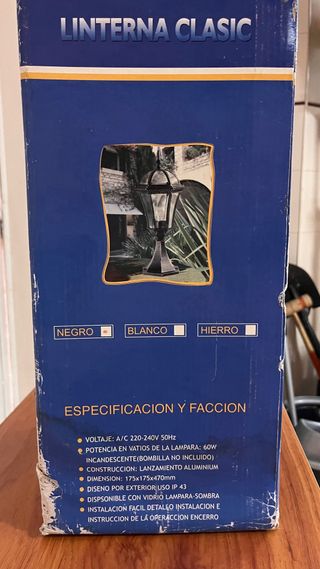 LINTERNA CLASIC
NEGRO BLANCO HIERRO
ESPECIFICACION Y FACCION
VOLTAJE: A/C 220-240V 50Hz
POTENCIA EN VATIOS DE LA LAMPARA: 60W
INCANDESCENTE(BOMBILLA NO INCLUIDO)
CONSTRUCCION: LANZAMIENTO ALUMINIUM
DIMENSION: 175x175x470mm
DISENO POR EXTERIOR USO IP 43
DISPSONIBLE CON VIDRIO LAMPARA-SOMBRA
INSTALACION FACIL DETALLO INSTALACION E
INSTRUCCION DE LA OPERACCION ENCERRO